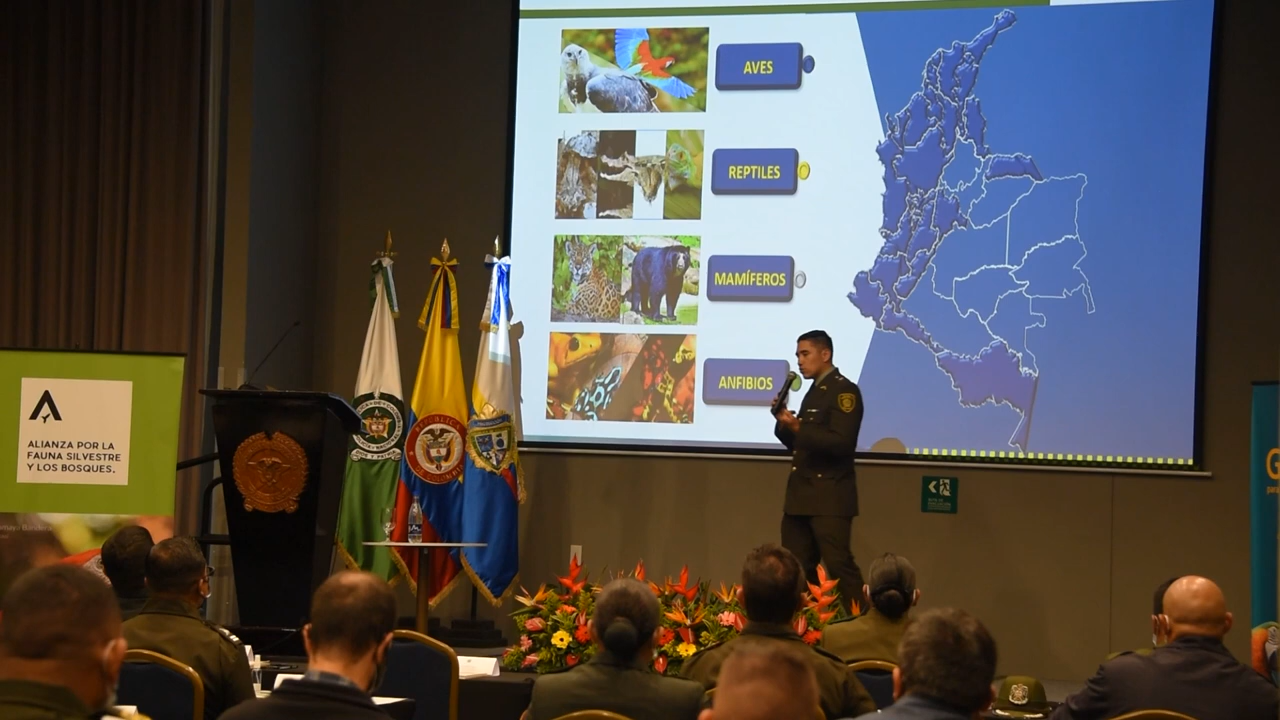 AVES
REPTILES
MAMÍFEROS
ANFIBIOS
ALIANZA POR LA
FAUNA SILVESTRE
Y LOS BOSQUES.